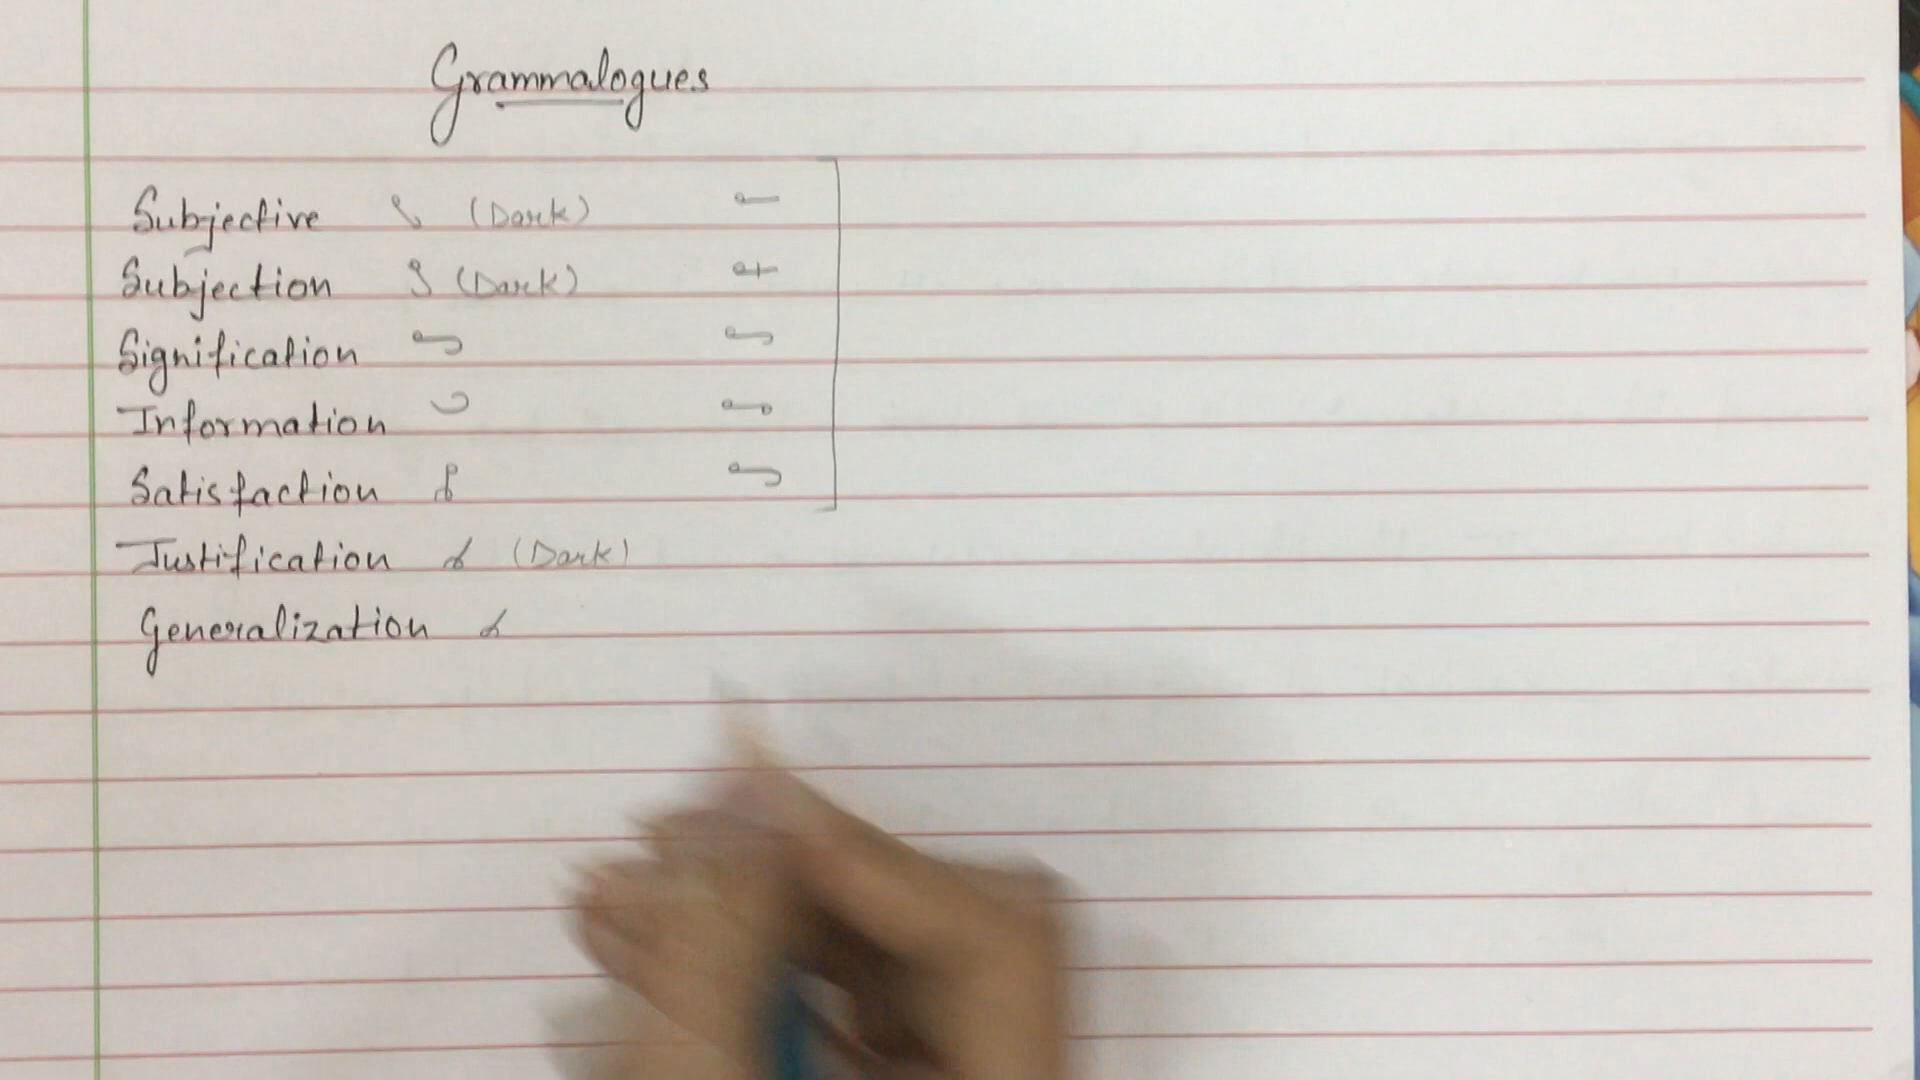 Grammalogues
Subjective (Dark)
Subjection (Dark)
Signification
Information
Satisfaction
Justification (Dark)
Generalization